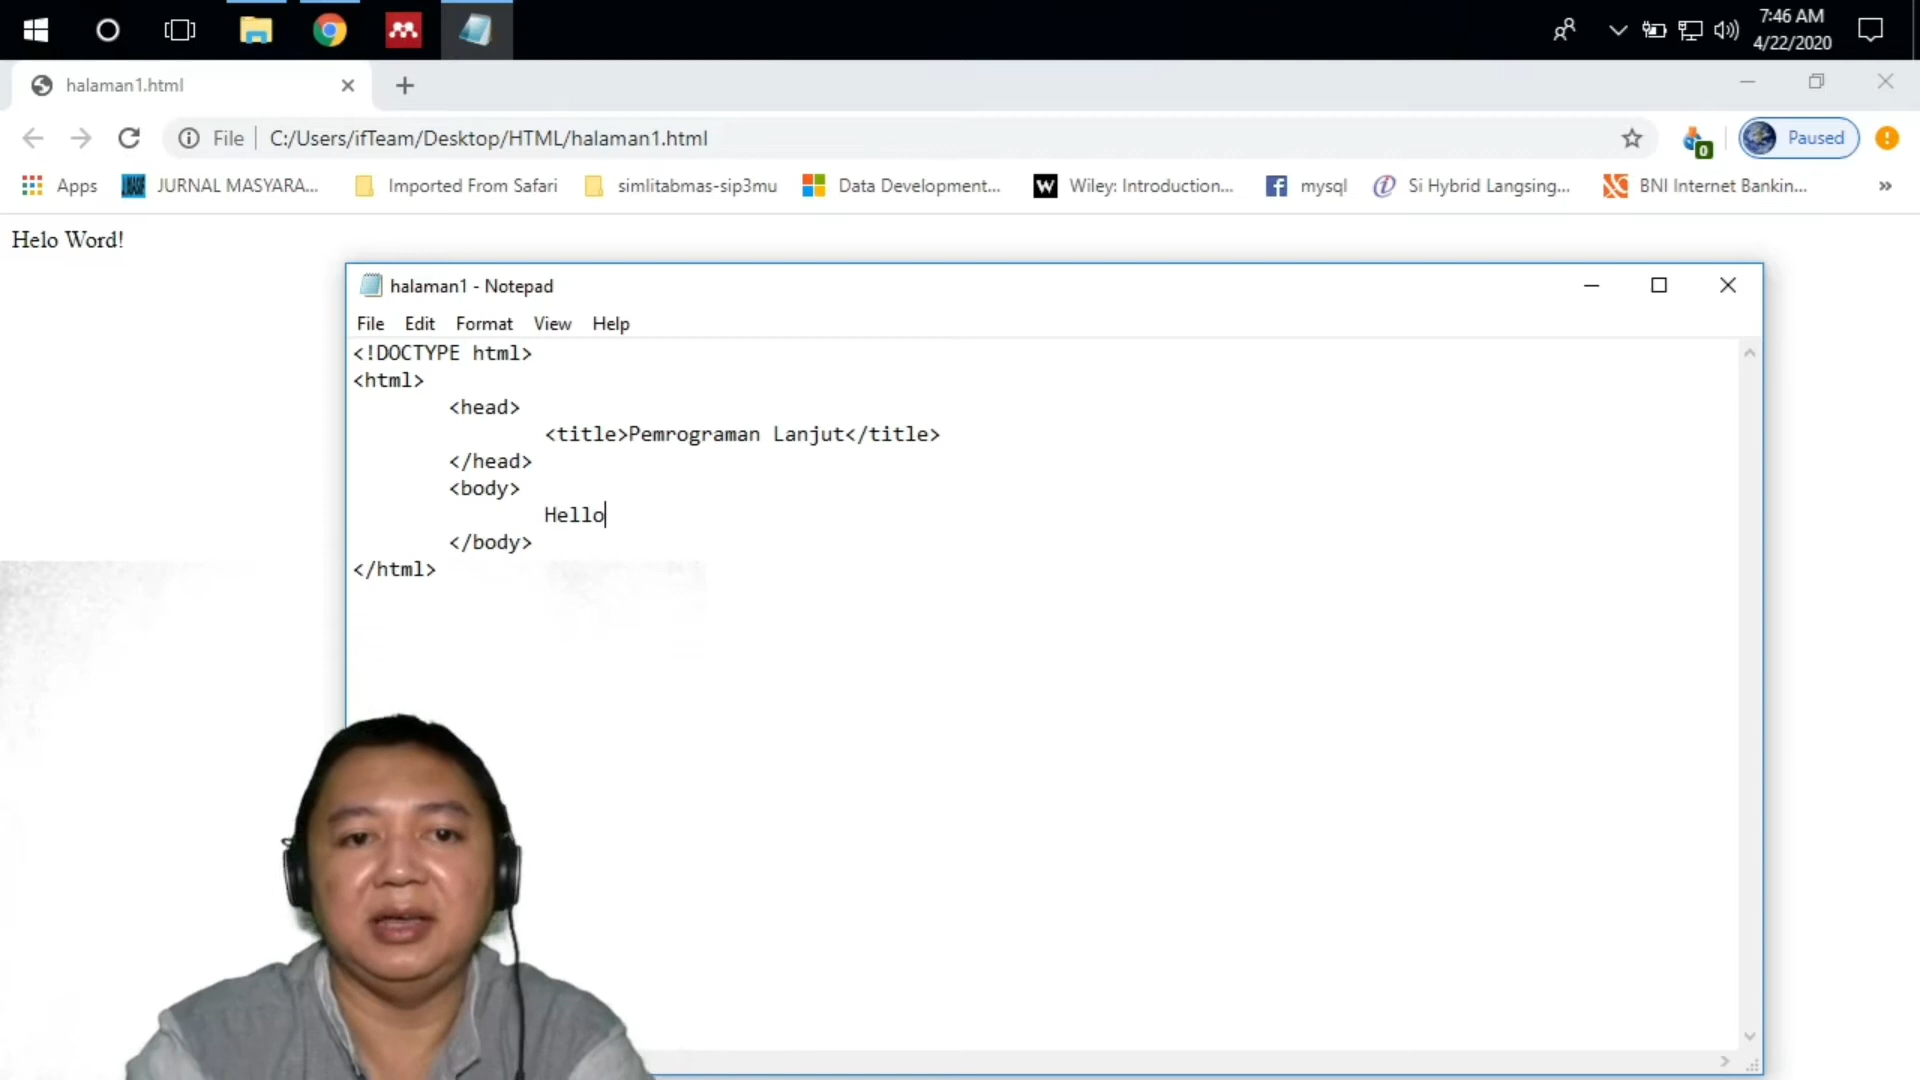 7:46 AM
4/22/2020
halaman1.html
File
C:/Users/ifTeam/Desktop/HTML/halaman1.html
0
Paused
Apps
JURNAL MASYARA...
Imported From Safari
simlitabmas-sip3mu
Data Development...
W
Wiley: Introduction...
mysql
Si Hybrid Langsing...
BNI Internet Bankin...
Helo Word!
halaman1 - Notepad
File Edit Format View Help
<!DOCTYPE html>
<html>
<head>
<title>Pemrograman Lanjut</title>
</head>
<body>
Hello
</body>
</html>